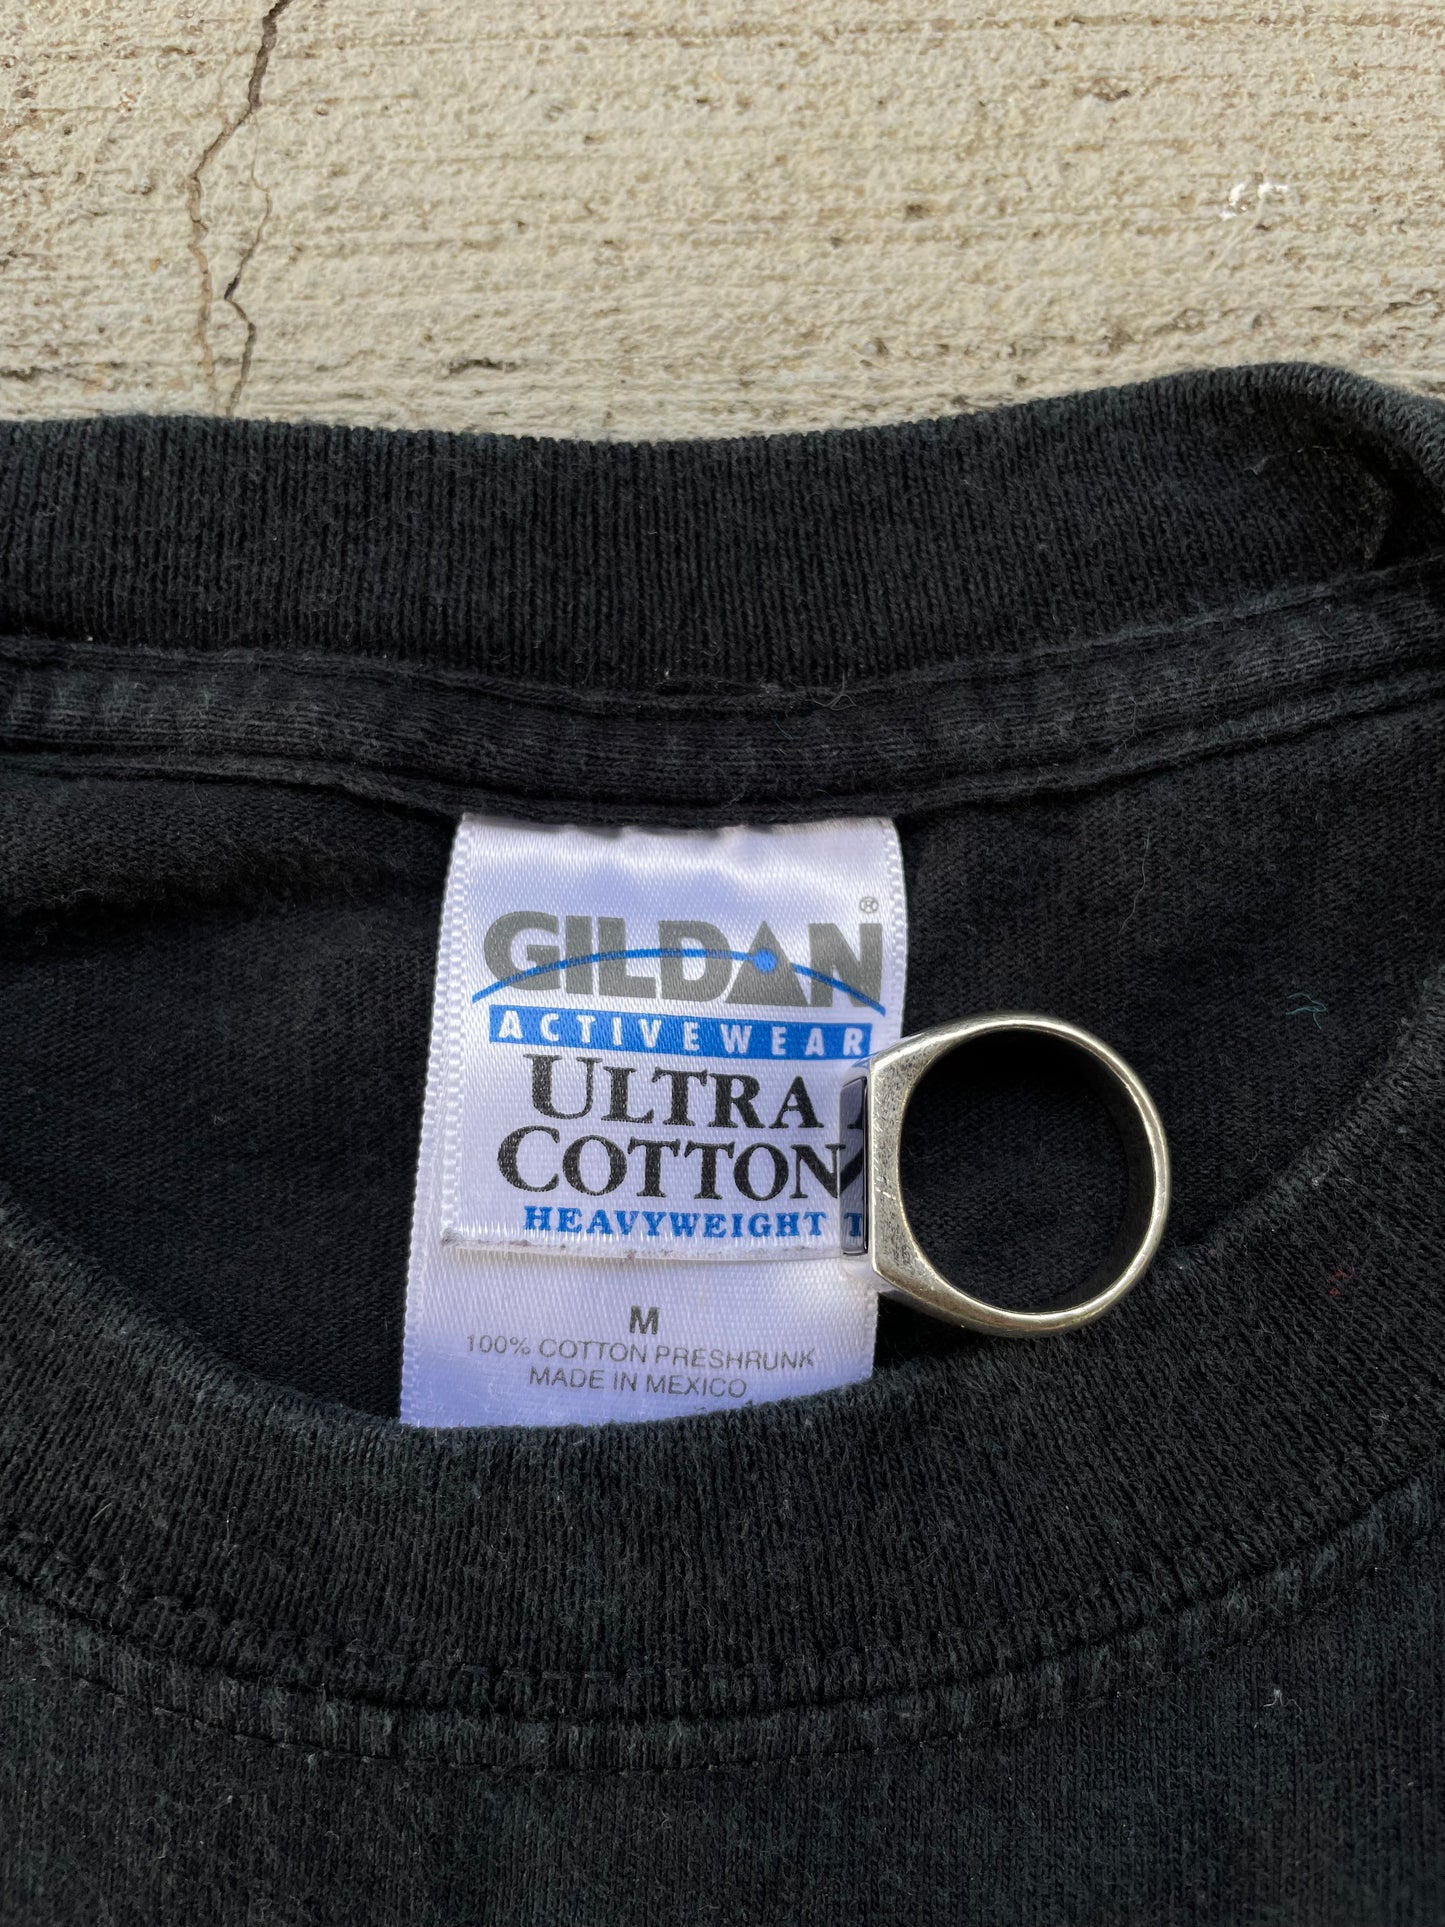 GILDAN®
ACTIVEWEAR
ULTRA
COTTON
HEAVYWEIGHT T
M
100% COTTON PRESHRUNK
MADE IN MEXICO